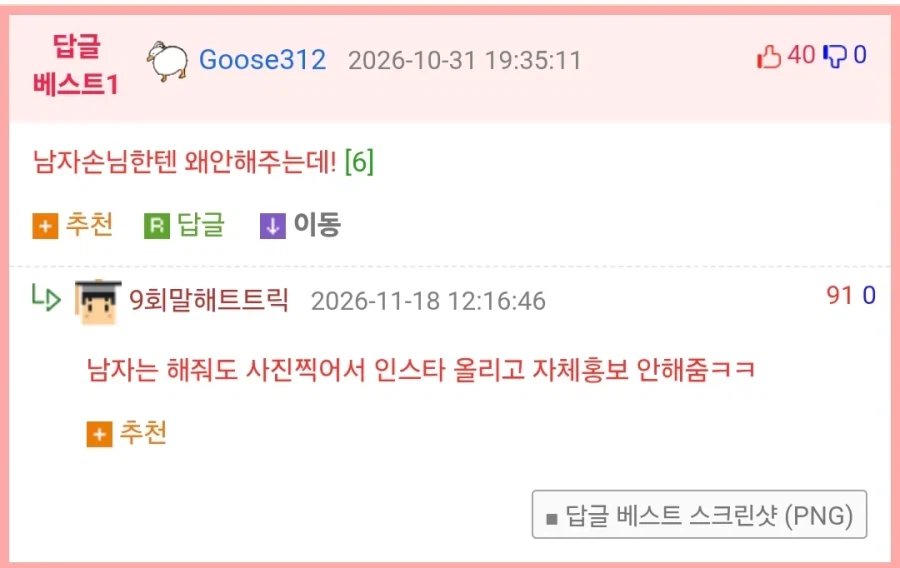 답글
베스트1
Goose312 2026-10-31 19:35:11 40 0
남자손님한텐 왜안해주는데! [6]
+ 추천 R 답글 ↓ 이동
9회말해트트릭 2026-11-18 12:16:46 91 0
남자는 해줘도 사진찍어서 인스타 올리고 자체홍보 안해줌ㅋㅋ
+ 추천
■ 답글 베스트 스크린샷 (PNG)